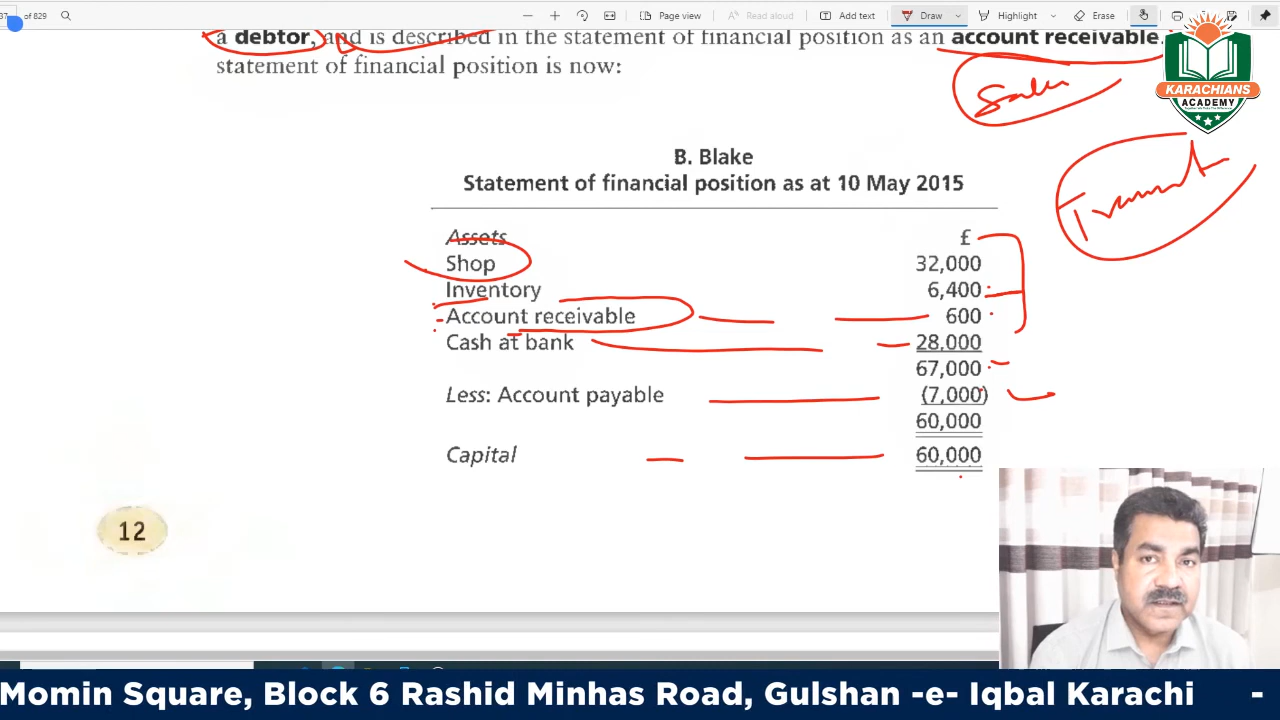 37 of 829 Page view Read aloud Add text Draw Highlight Erase
a debtor, and is described in the statement of financial position as an account receivable.
statement of financial position is now:
Sales
KARACHIANS
ACADEMY
B. Blake
Statement of financial position as at 10 May 2015
Assets £
Shop 32,000
Inventory 6,400
Account receivable 600
Cash at bank 28,000
67,000
Less: Account payable (7,000)
60,000
Capital 60,000
12
Momin Square, Block 6 Rashid Minhas Road, Gulshan -e- Iqbal Karachi -